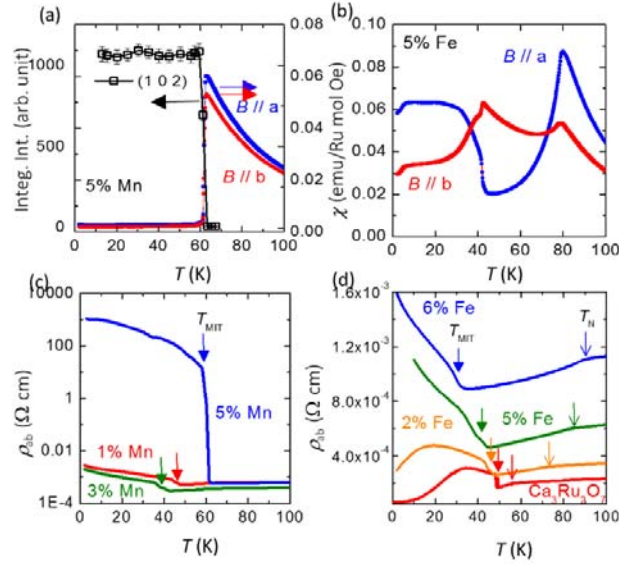 (a)
1000
500
0
Integ. Int. (arb. unit)
(1 0 2)
B // a
B // b
5% Mn
0.08
0.06
0.04
0.02
0.00
20 40 60 80 100
T (K)
(b)
0.10
0.08
0.06
0.04
0.02
0.00
χ (emu/Ru mol Oe)
5% Fe
B // a
B // b
0 20 40 60 80 100
T (K)
(c)
10000
100
1
0.01
1E-4
ρab (Ω cm)
TMIT
5% Mn
1% Mn
3% Mn
0 20 40 60 80 100
T (K)
(d)
1.6x10-3
1.2x10-3
8.0x10-4
4.0x10-4
ρab (Ω cm)
6% Fe
TMIT
TN
2% Fe
5% Fe
Ca3Ru2O7
0 20 40 60 80 100
T (K)